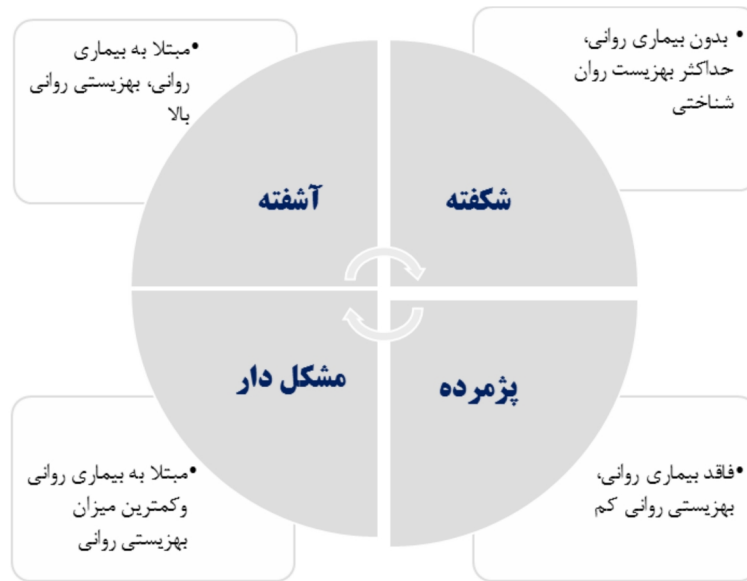 • بدون بیماری روانی،
حداکثر بهزیست روان
شناختی
•مبتلا به بیماری
روانی، بهزیستی روانی
بالا
شکفته
آشفته
پژمرده
مشکل دار
•فاقد بیماری روانی،
بهزیستی روانی کم
•مبتلا به بیماری روانی
وکمترین میزان
بهزیستی روانی